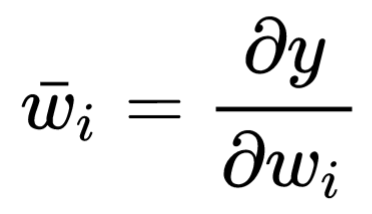 w̄ᵢ = ∂y / ∂wᵢ